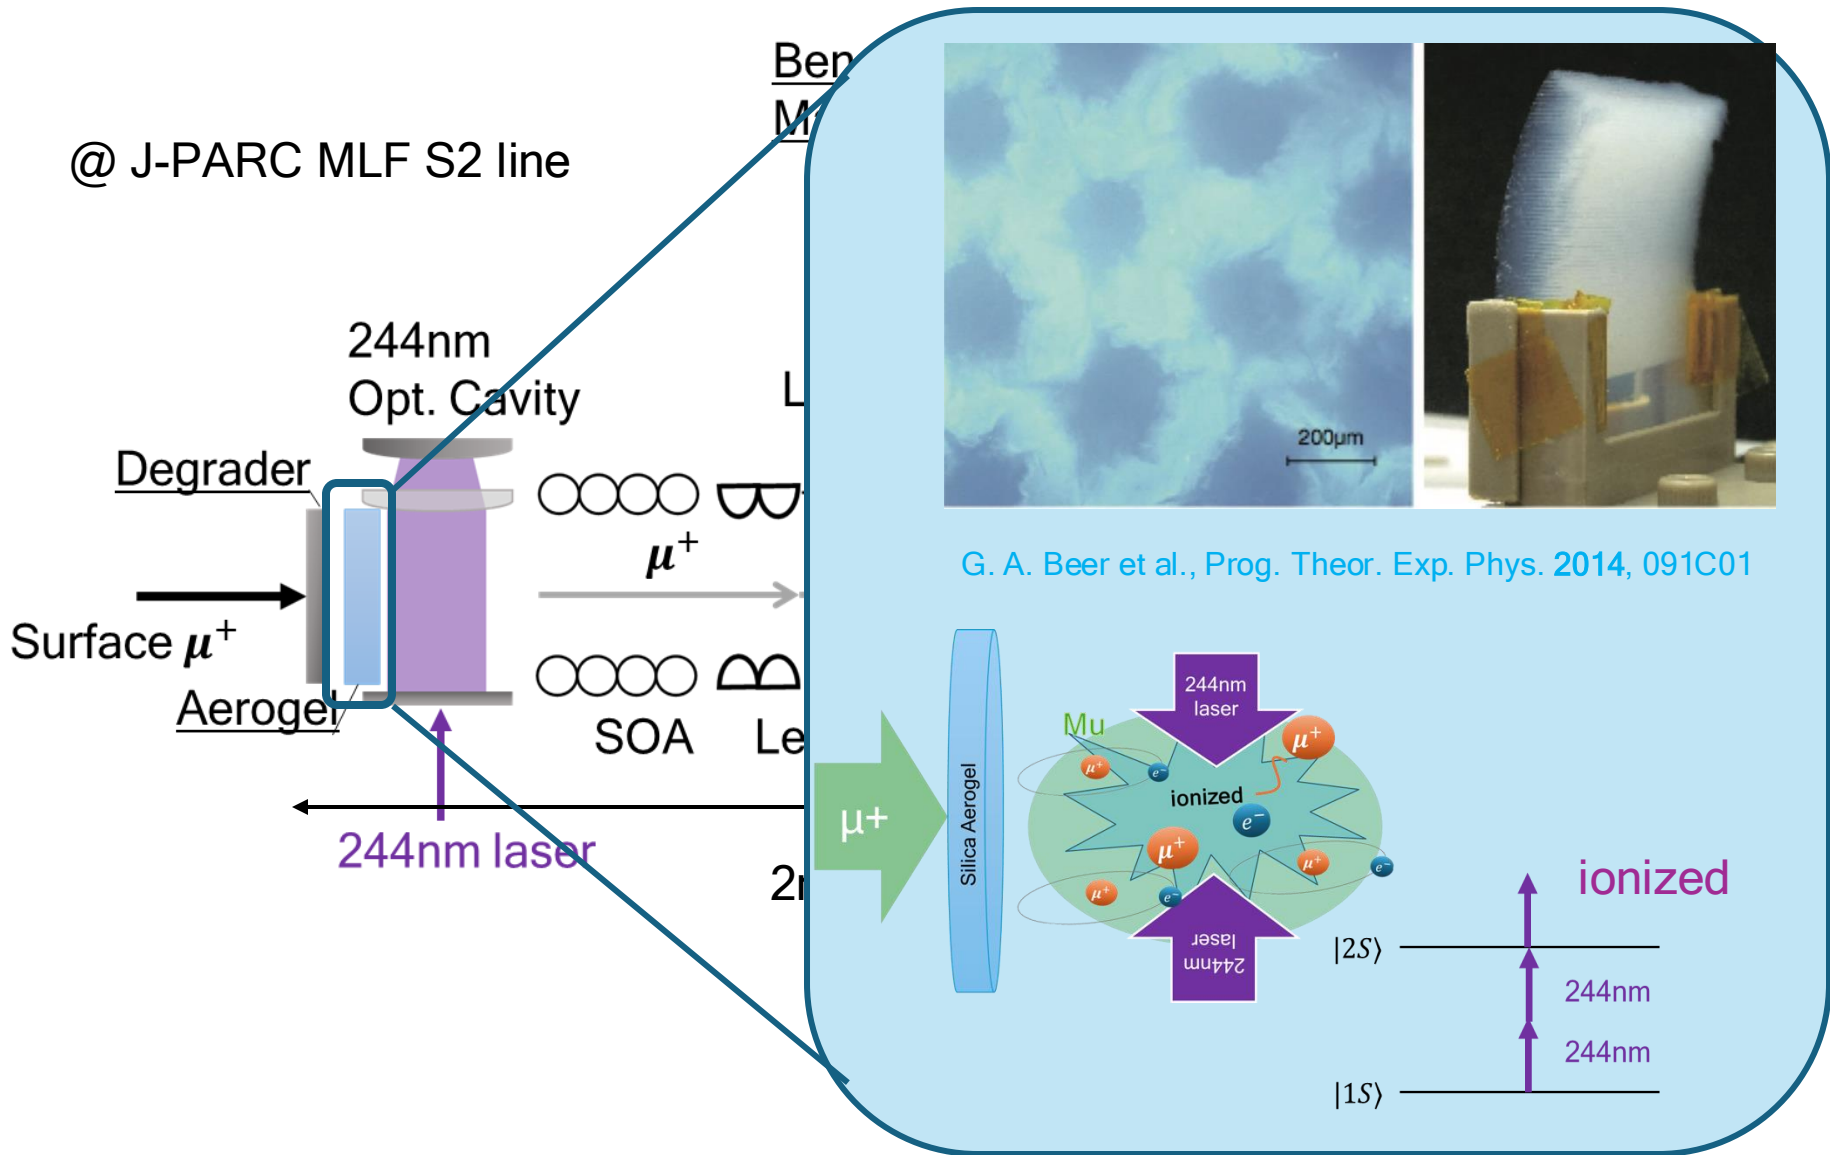 @ J-PARC MLF S2 line
244nm
Opt. Cavity
Degrader
Surface μ⁺
Aerogel
μ⁺
SOA
244nm laser
200μm
G. A. Beer et al., Prog. Theor. Exp. Phys. 2014, 091C01
μ+
Silica Aerogel
244nm
laser
Mu
μ⁺
μ⁺
e⁻
ionized
e⁻
μ⁺
μ⁺
e⁻
μ⁺
e⁻
244nm
laser
ionized
|2S⟩
244nm
244nm
|1S⟩